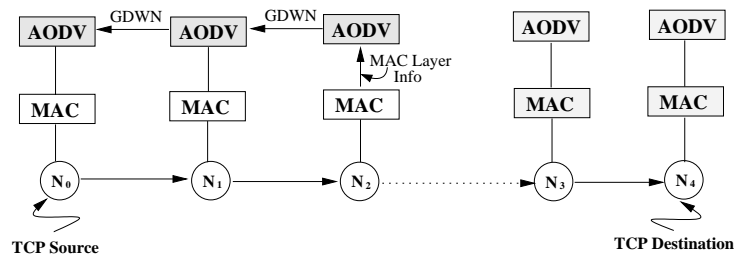 GDWN GDWN
AODV AODV AODV AODV AODV
MAC Layer
Info
MAC MAC MAC MAC MAC
N0 N1 N2 N3 N4
TCP Source TCP Destination